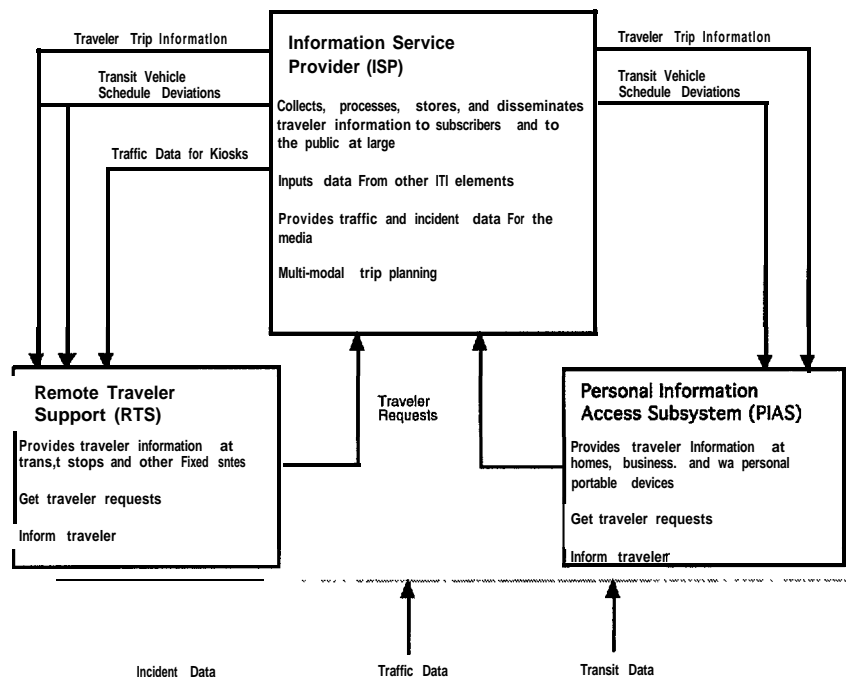 Traveler Trip Information
Transit Vehicle
Schedule Deviations
Traffic Data for Kiosks
Information Service
Provider (ISP)
Collects, processes, stores, and disseminates
traveler information to subscribers and to
the public at large
Inputs data From other ITI elements
Provides traffic and incident data For the
media
Multi-modal trip planning
Traveler Trip Information
Transit Vehicle
Schedule Deviations
Remote Traveler
Support (RTS)
Provides traveler information at
trans,t stops and other Fixed sntes
Get traveler requests
Inform traveler
Traveler
Requests
Personal Information
Access Subsystem (PIAS)
Provides traveler Information at
homes, business. and wa personal
portable devices
Get traveler requests
Inform traveler
Incident Data
Traffic Data
Transit Data